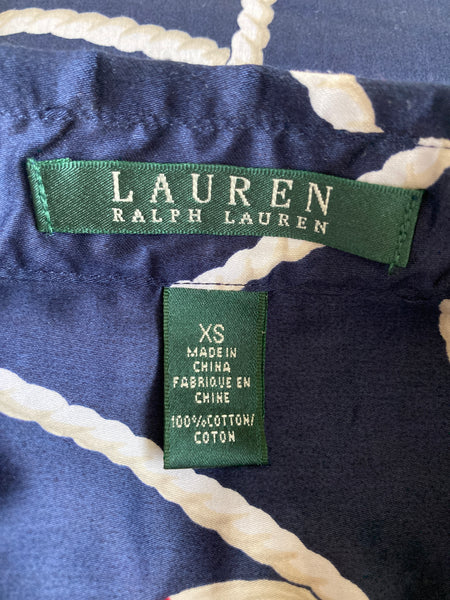 LAUREN
RALPH LAUREN
XS
MADE IN
CHINA
FABRIQUE EN
CHINE
100%COTTON/
COTON